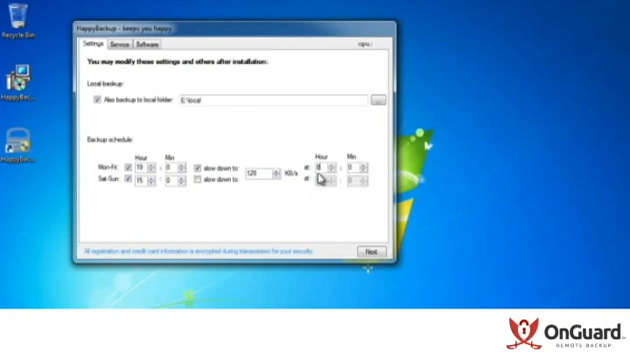 Recycle Bin
HappyBac...
HappyBac...
HappyBackup - keeps you happy
Settings Service Software
You may modify these settings and others after installation:
Local backup:
Also backup to local folder: E:\local ...
Backup schedule:
Hour Min Hour Min
Mon-Fri: 19 : 0 slow down to: 128 KB/s at: 8 : 0
Sat-Sun: 15 : 0 slow down to: at:
All registration and credit card information is encrypted during transmission for your security.
Next
OnGuard
REMOTE BACKUP